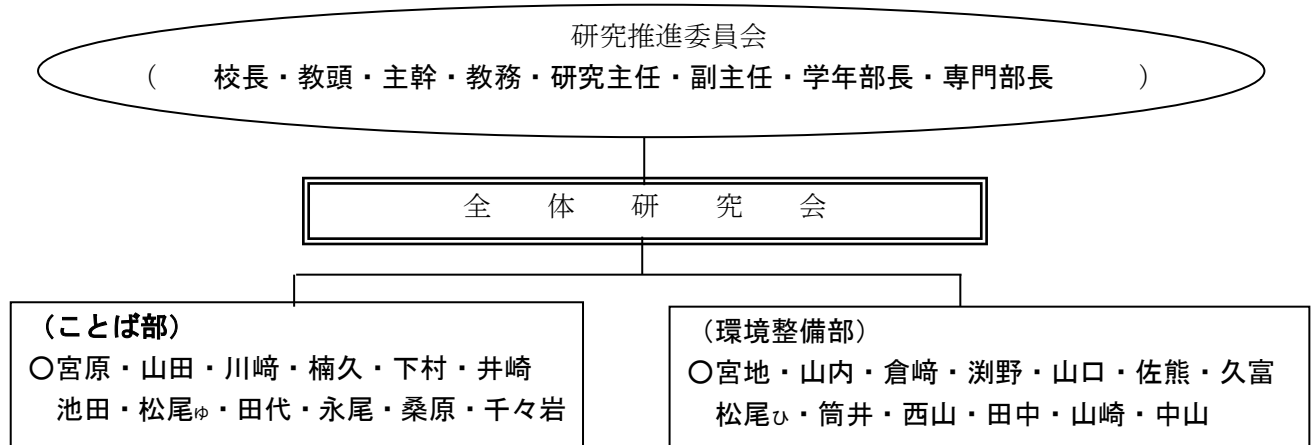 研究推進委員会
（　校長・教頭・主幹・教務・研究主任・副主任・学年部長・専門部長　）
全　体　研　究　会
（ことば部）
〇宮原・山田・川﨑・楠久・下村・井崎
池田・松尾ゅ・田代・永尾・桑原・千々岩
（環境整備部）
〇宮地・山内・倉﨑・渕野・山口・佐熊・久富
松尾ひ・筒井・西山・田中・山崎・中山